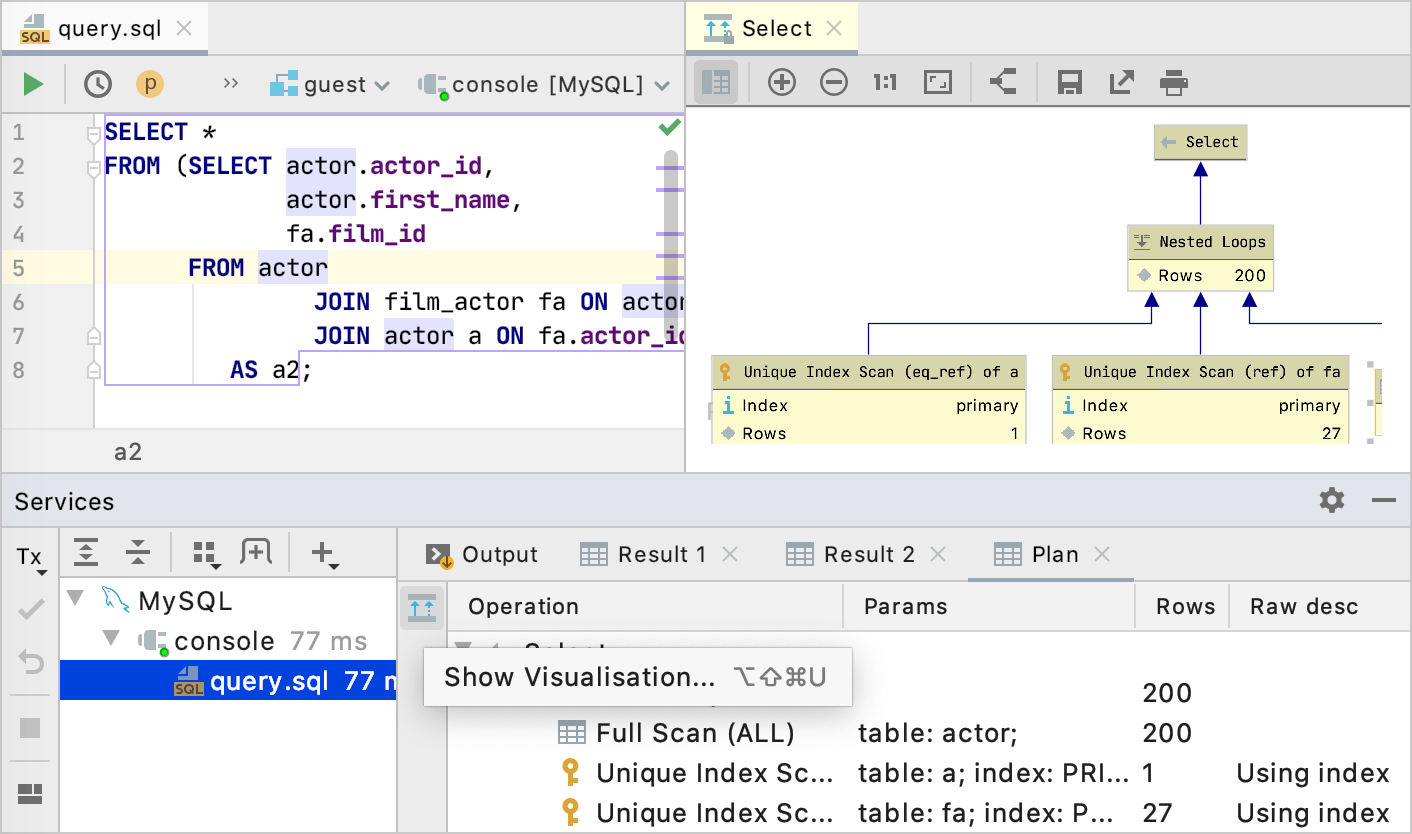 query.sql
Select
p
guest
console [MySQL]
1:1
1 SELECT *
2 FROM (SELECT actor.actor_id,
3 actor.first_name,
4 fa.film_id
5 FROM actor
6 JOIN film_actor fa ON actor
7 JOIN actor a ON fa.actor_id
8 AS a2;
a2
Select
Nested Loops
Rows 200
Unique Index Scan (eq_ref) of a
Index primary
Rows 1
Unique Index Scan (ref) of fa
Index primary
Rows 27
Services
Tx
MySQL
console 77 ms
SQL query.sql 77 m
Output
Result 1
Result 2
Plan
Operation Params Rows Raw desc
Select
Show Visualisation... ⌥⇧⌘U
200
Full Scan (ALL) table: actor; 200
Unique Index Sc... table: a; index: PRI... 1 Using index
Unique Index Sc... table: fa; index: P... 27 Using index